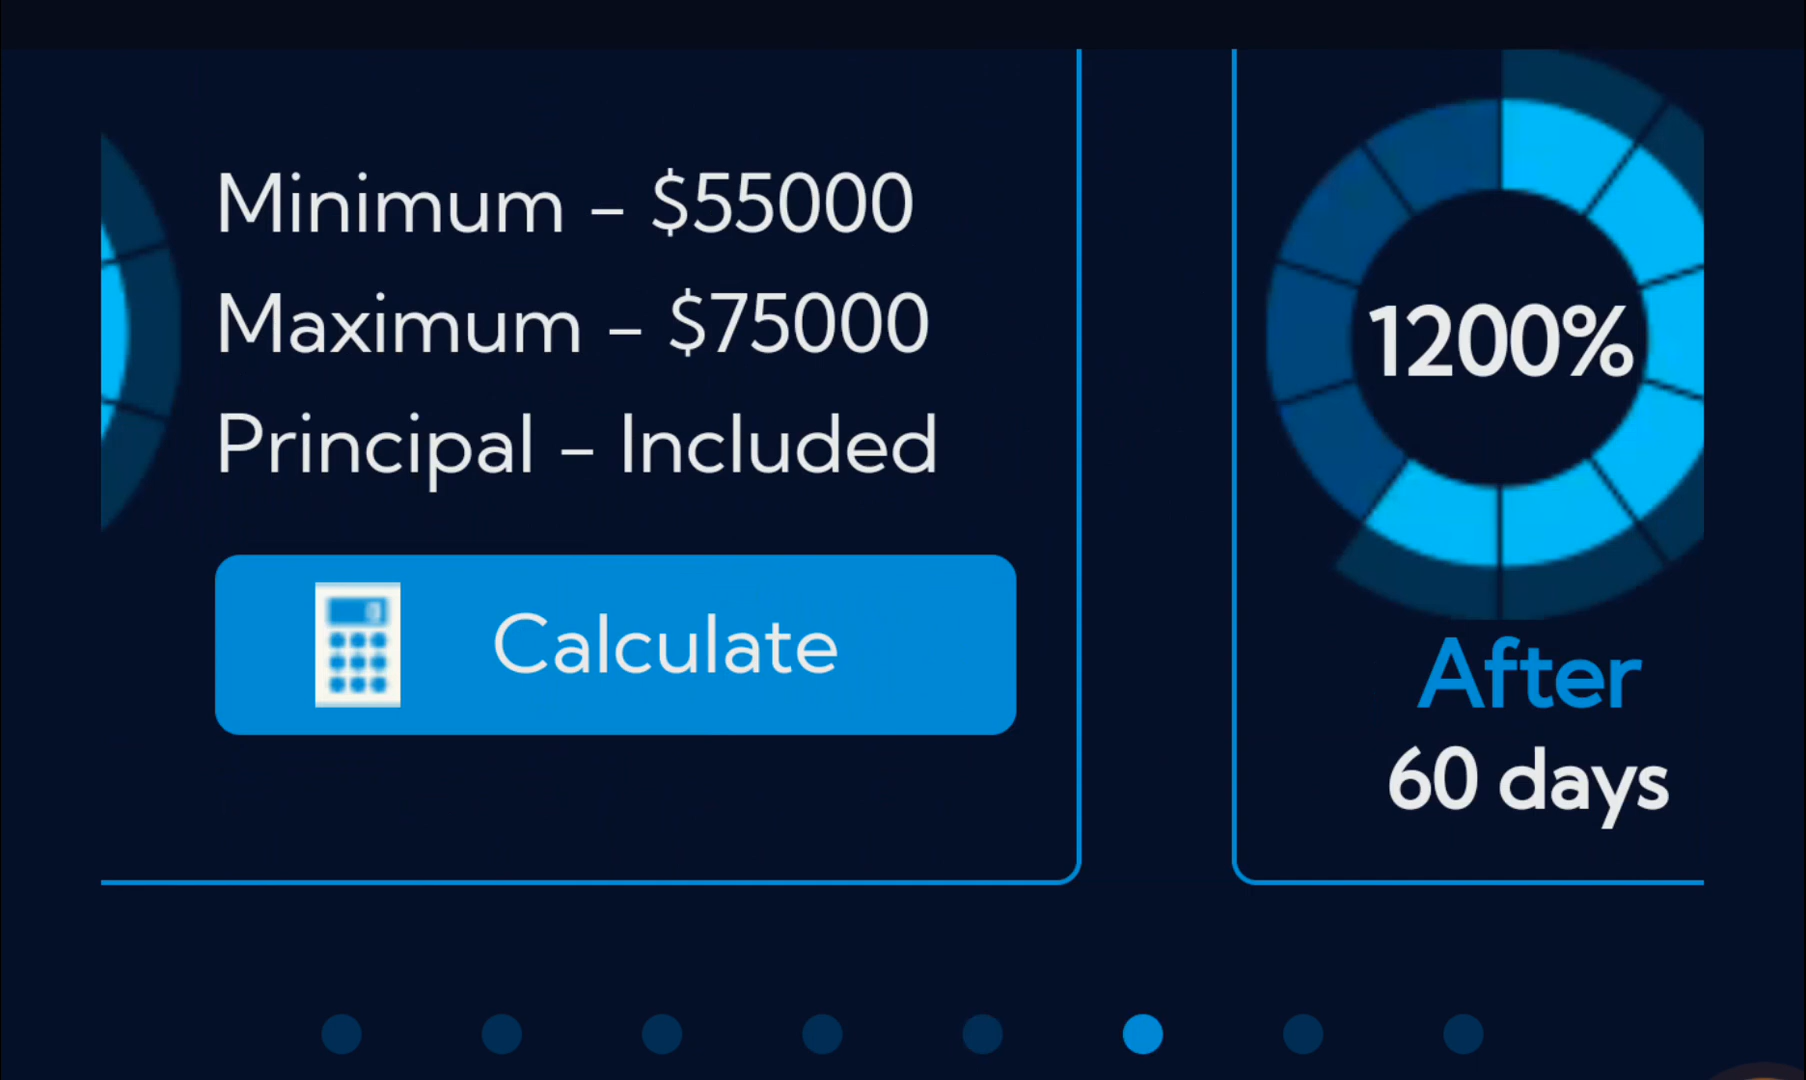 Minimum – $55000
Maximum – $75000
Principal – Included
Calculate
1200%
After
60 days